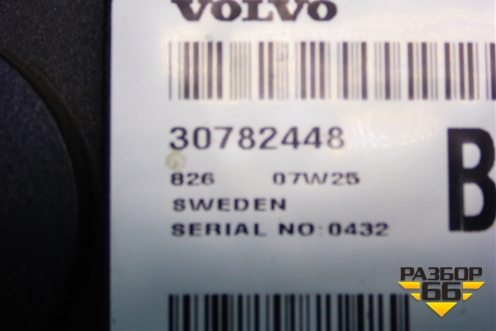 VOLVO
30782448
B
826 07W25
SWEDEN
SERIAL NO:0432
РАЗБОР
66